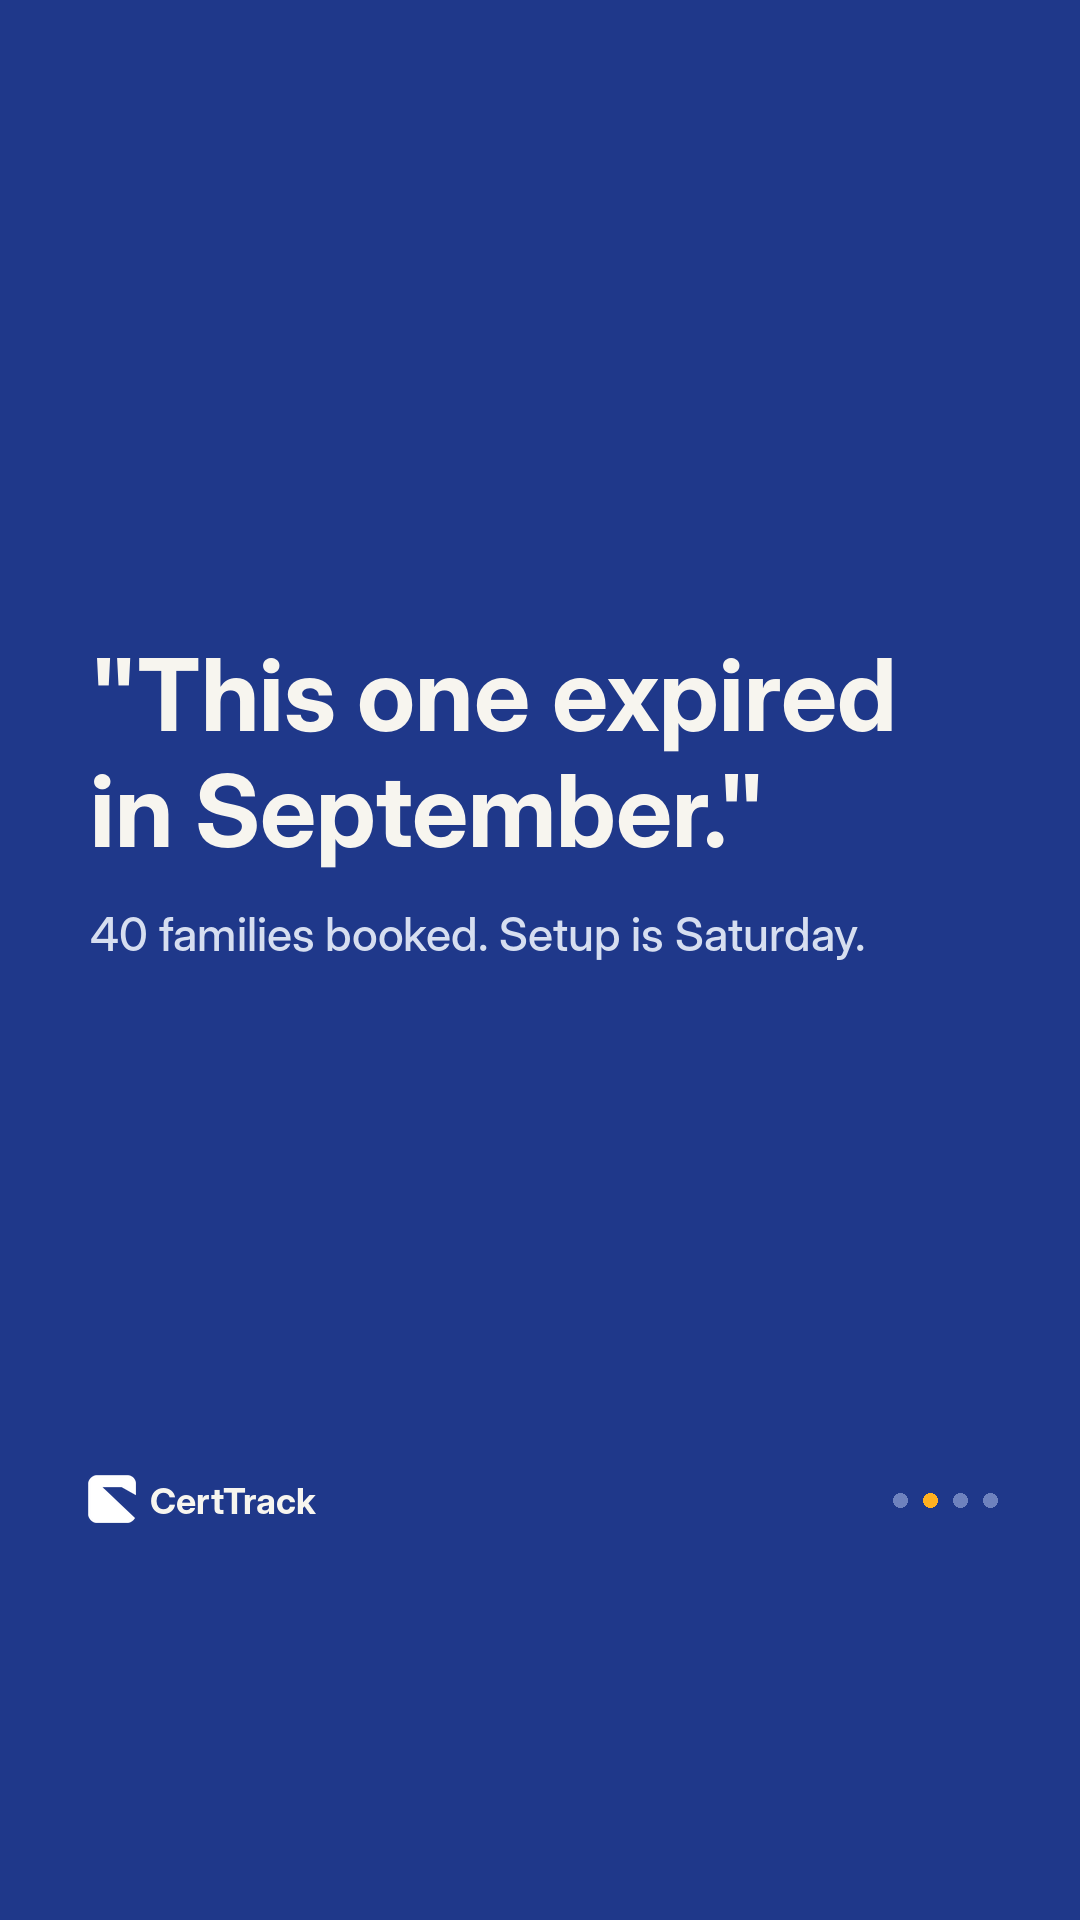 "This one expired
in September."
40 families booked. Setup is Saturday.
CertTrack